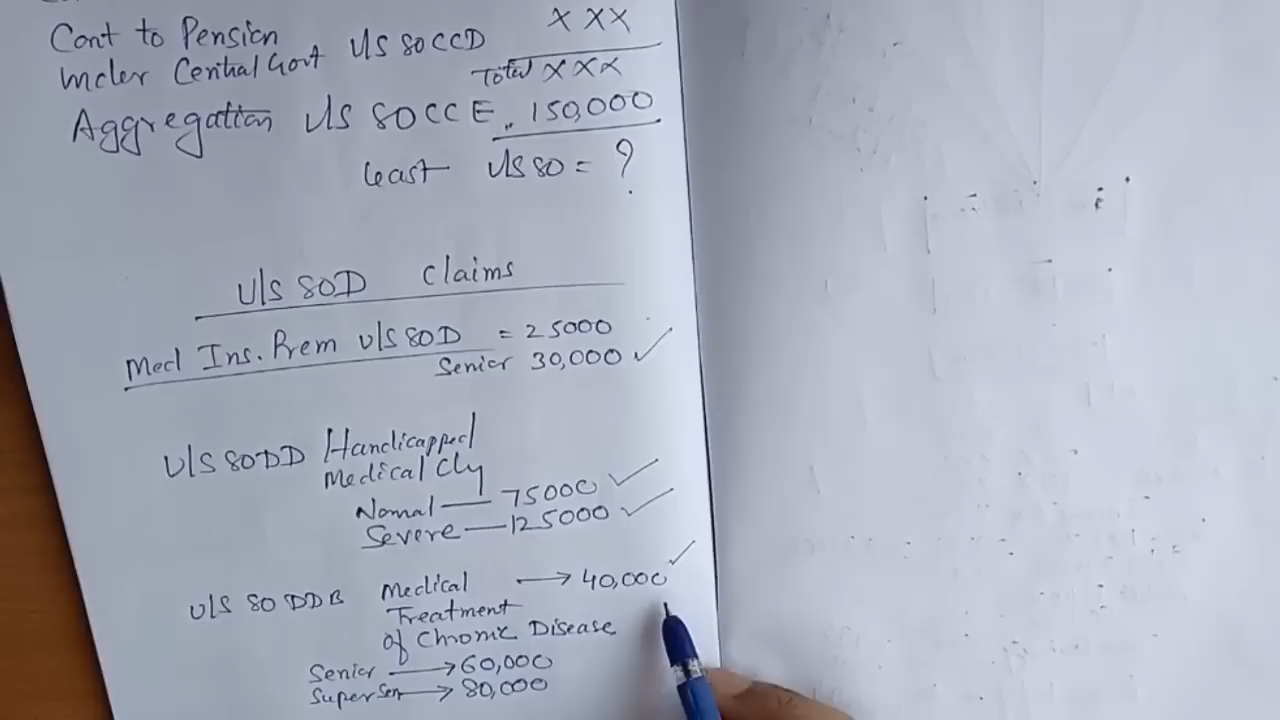 Cont to Pension
under Central Govt U/S 80CCD XXX
Total XXX
Aggregation U/S 80CCE. 150,000
Least U/S 80 = ?
U/S 80D Claims
Med Ins. Prem U/S 80D = 25000
Senior 30,000 ✓
U/S 80DD Handicapped
Medical Cly
Normal — 75000 ✓
Severe — 125000 ✓
U/S 80 DDB Medical → 40,000 ✓
Treatment
of Chronic Disease
Senior → 60,000
Super Sen → 80,000